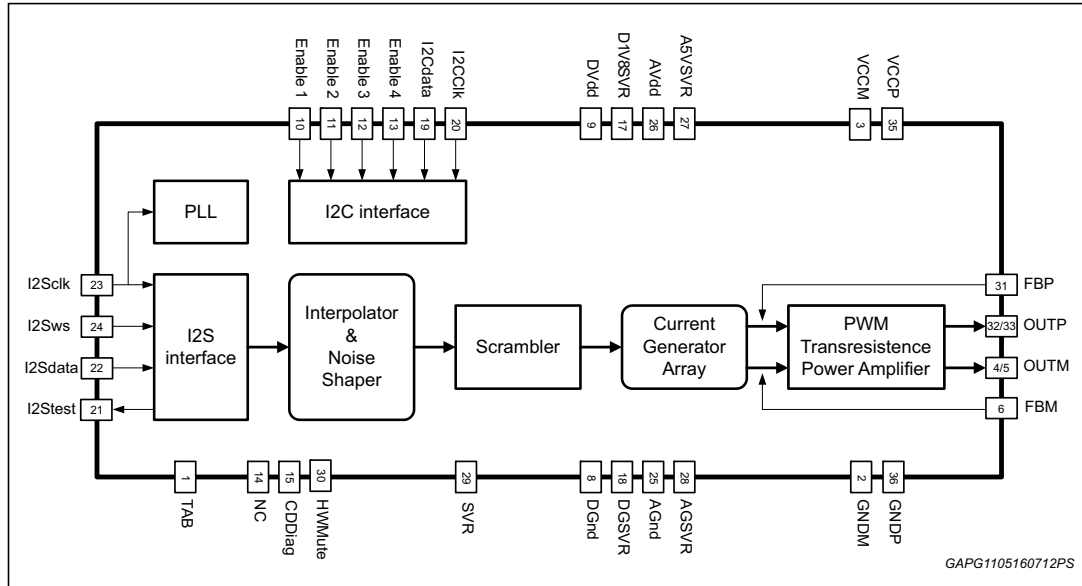 Enable 1
Enable 2
Enable 3
Enable 4
I2Cdata
I2CClk
DVdd
D1V8SVR
AVdd
A5VSVR
VCCM
VCCP
10
11
12
13
19
20
9
17
26
27
3
35
PLL
I2C interface
I2Sclk
23
I2Sws
24
I2Sdata
22
I2Stest
21
I2S
interface
Interpolator
&
Noise
Shaper
Scrambler
Current
Generator
Array
PWM
Transresistence
Power Amplifier
31
FBP
32/33
OUTP
4/5
OUTM
6
FBM
1
14
15
30
29
8
18
25
28
2
36
TAB
NC
CDDiag
HWMute
SVR
DGnd
DGSVR
AGnd
AGSVR
GNDM
GNDP
GAPG1105160712PS